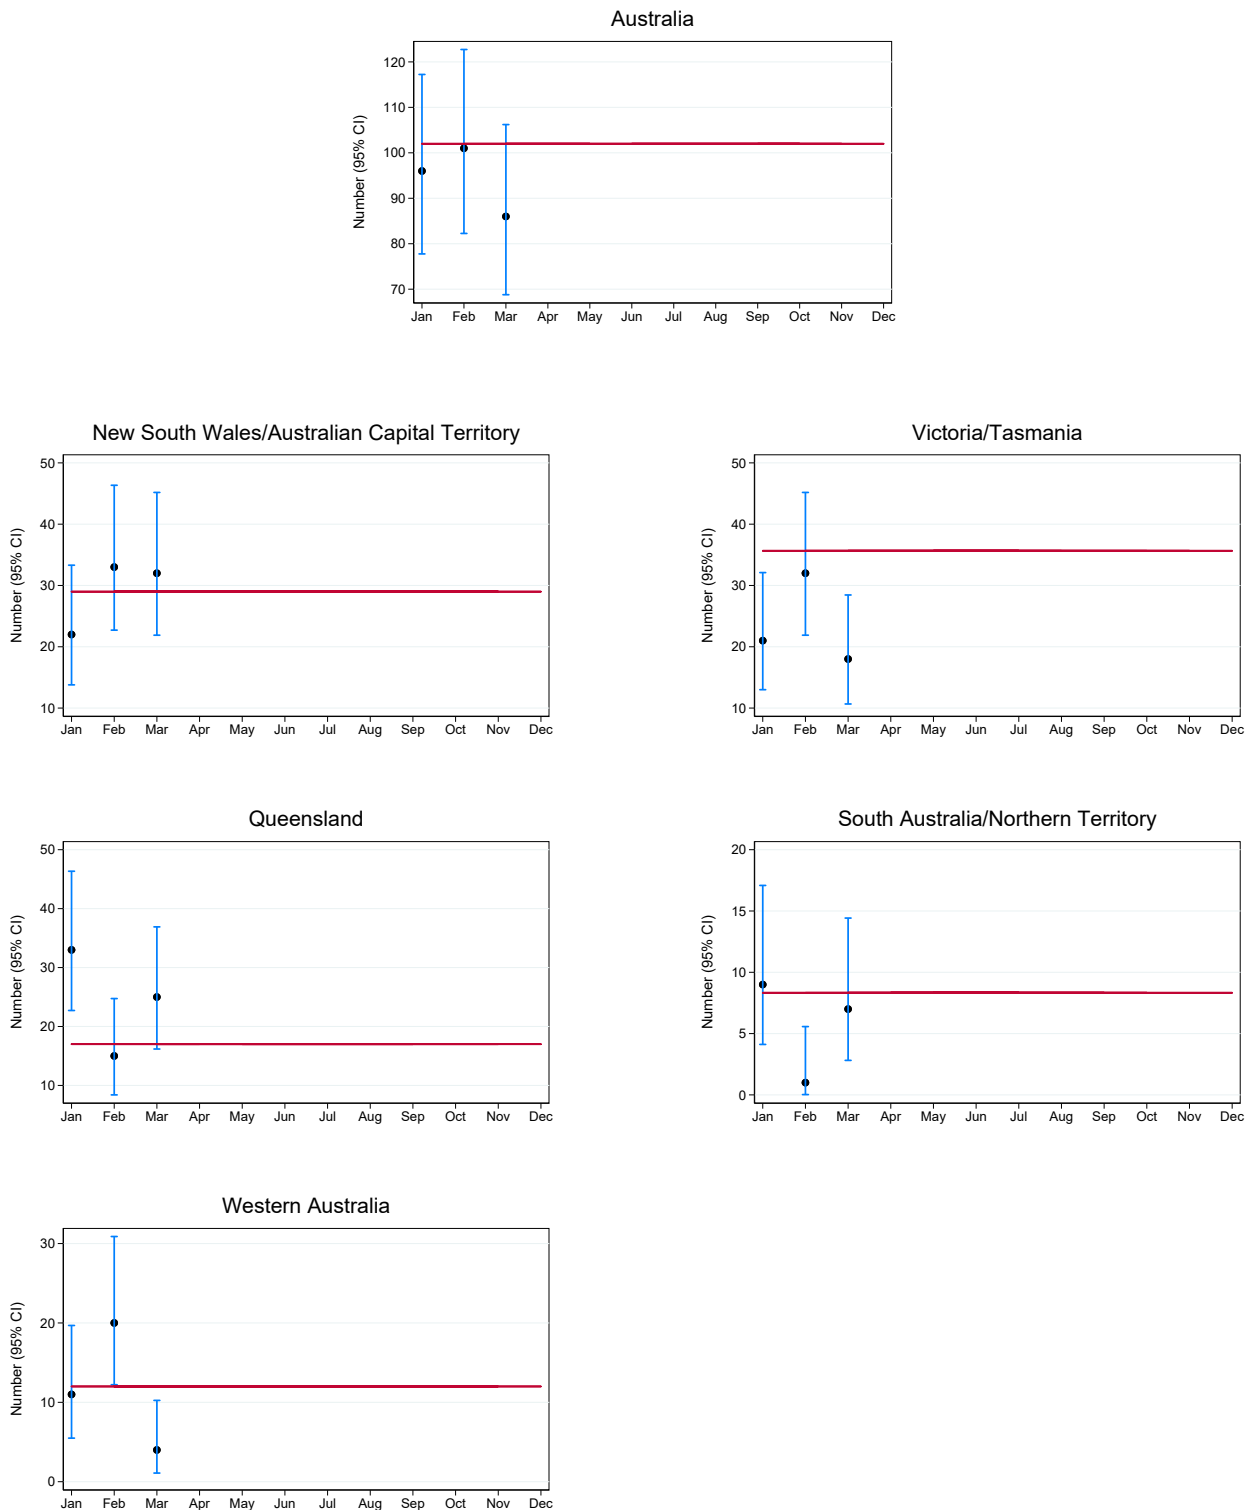 Australia
Number (95% CI)
120
110
100
90
80
70
Jan Feb Mar Apr May Jun Jul Aug Sep Oct Nov Dec
New South Wales/Australian Capital Territory
Number (95% CI)
50
40
30
20
10
Jan Feb Mar Apr May Jun Jul Aug Sep Oct Nov Dec
Victoria/Tasmania
Number (95% CI)
50
40
30
20
10
Jan Feb Mar Apr May Jun Jul Aug Sep Oct Nov Dec
Queensland
Number (95% CI)
50
40
30
20
10
Jan Feb Mar Apr May Jun Jul Aug Sep Oct Nov Dec
South Australia/Northern Territory
Number (95% CI)
20
15
10
5
0
Jan Feb Mar Apr May Jun Jul Aug Sep Oct Nov Dec
Western Australia
Number (95% CI)
30
20
10
0
Jan Feb Mar Apr May Jun Jul Aug Sep Oct Nov Dec